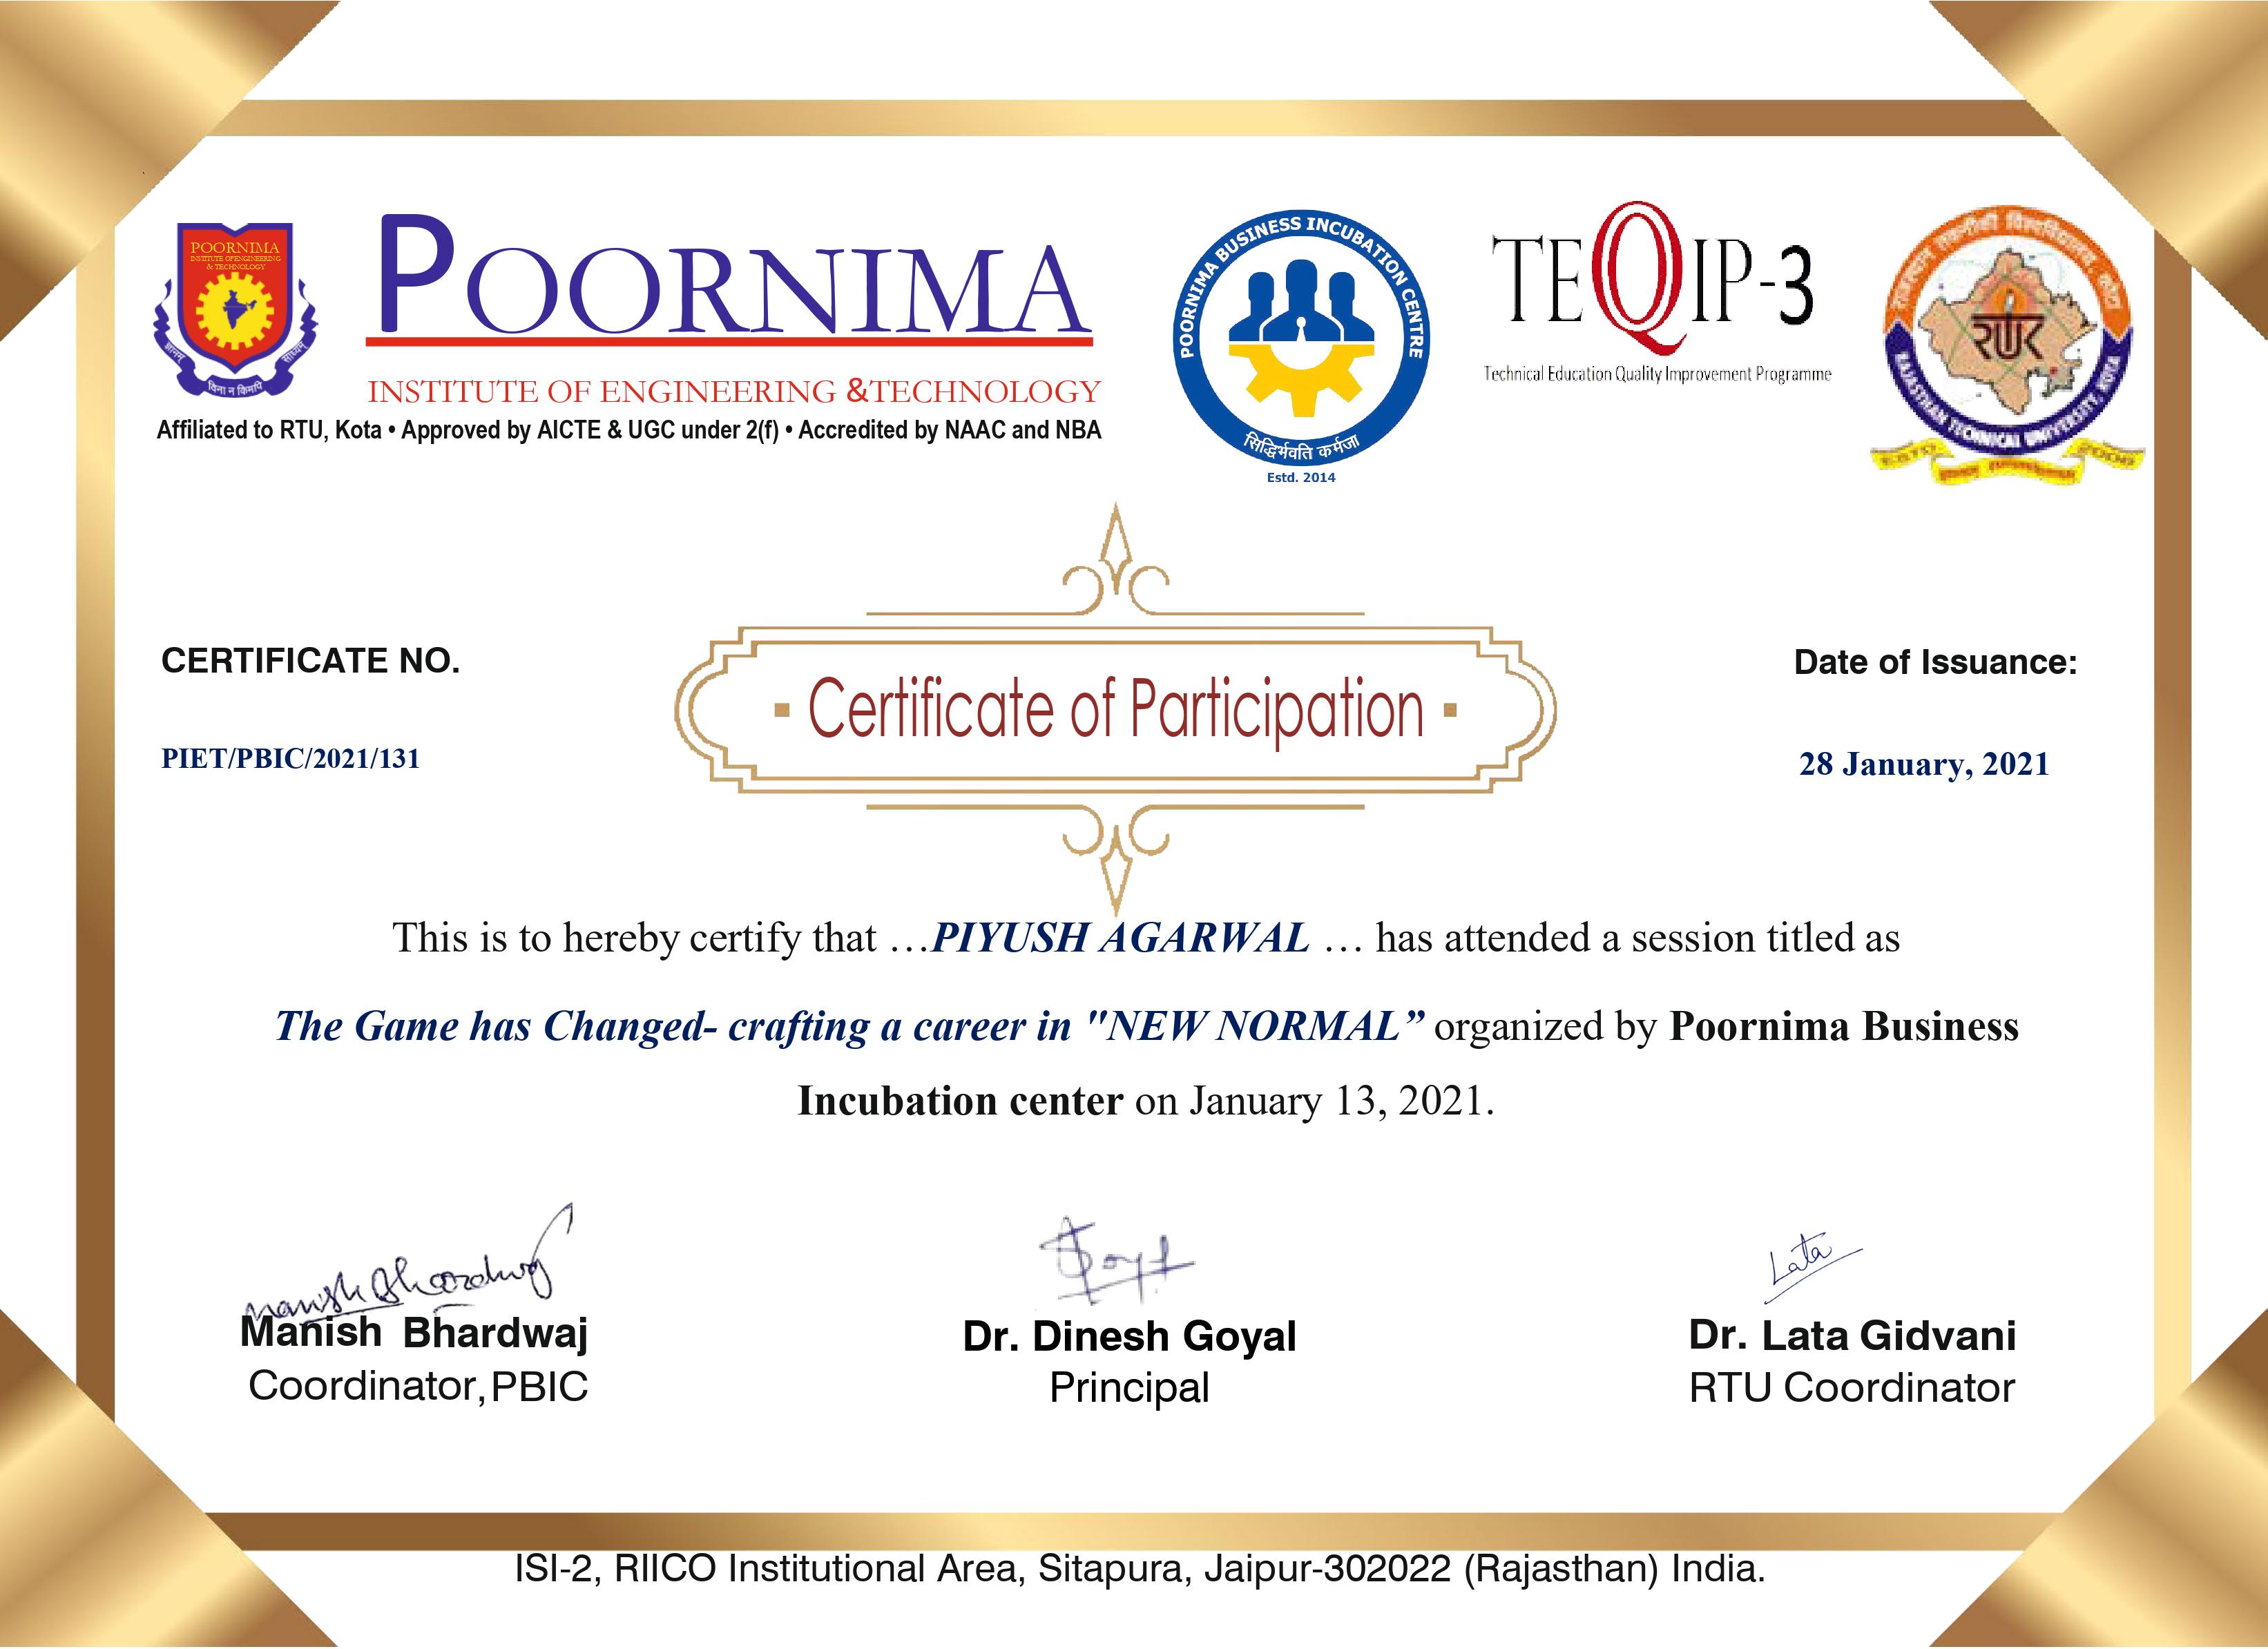 POORNIMA
INSTITUTE OF ENGINEERING
& TECHNOLOGY
ज्ञानम् विना न किमपि साध्यम्
POORNIMA
INSTITUTE OF ENGINEERING &TECHNOLOGY
Affiliated to RTU, Kota • Approved by AICTE & UGC under 2(f) • Accredited by NAAC and NBA
POORNIMA BUSINESS INCUBATION CENTRE
सिद्धिर्भवति कर्मजा
Estd. 2014
TEQIP-3
Technical Education Quality Improvement Programme
राजस्थान तकनीकी विश्वविद्यालय, कोटा
RAJASTHAN TECHNICAL UNIVERSITY, KOTA
CERTIFICATE NO.
Certificate of Participation
Date of Issuance:
PIET/PBIC/2021/131
28 January, 2021
This is to hereby certify that …PIYUSH AGARWAL … has attended a session titled as
The Game has Changed- crafting a career in "NEW NORMAL” organized by Poornima Business
Incubation center on January 13, 2021.
Manish Bhardwaj
Manish Bhardwaj
Coordinator, PBIC
Dr. Dinesh Goyal
Principal
Lata
Dr. Lata Gidvani
RTU Coordinator
ISI-2, RIICO Institutional Area, Sitapura, Jaipur-302022 (Rajasthan) India.